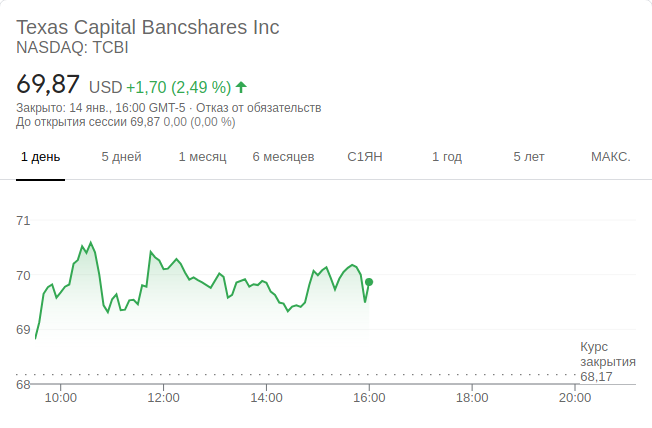 Texas Capital Bancshares Inc
NASDAQ: TCBI
69,87 USD +1,70 (2,49 %)
Закрыто: 14 янв., 16:00 GMT-5 · Отказ от обязательств
До открытия сессии 69,87 0,00 (0,00 %)
1 день 5 дней 1 месяц 6 месяцев С1ЯН 1 год 5 лет МАКС.
71
70
69
Курс
закрытия
68,17
68
10:00 12:00 14:00 16:00 18:00 20:00